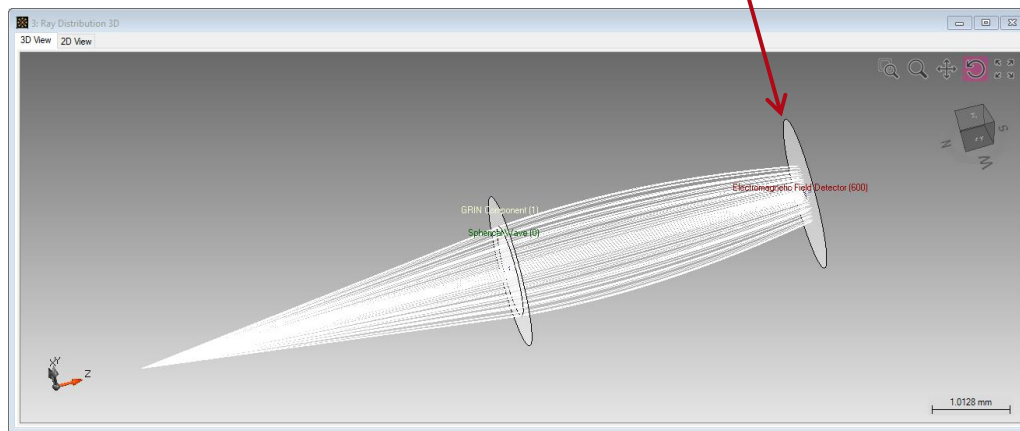 3: Ray Distribution 3D
3D View 2D View
Electromagnetic Field Detector (600)
GRIN Component (1)
Spherical Wave (0)
N
W
S
XY
Z
1.0128 mm